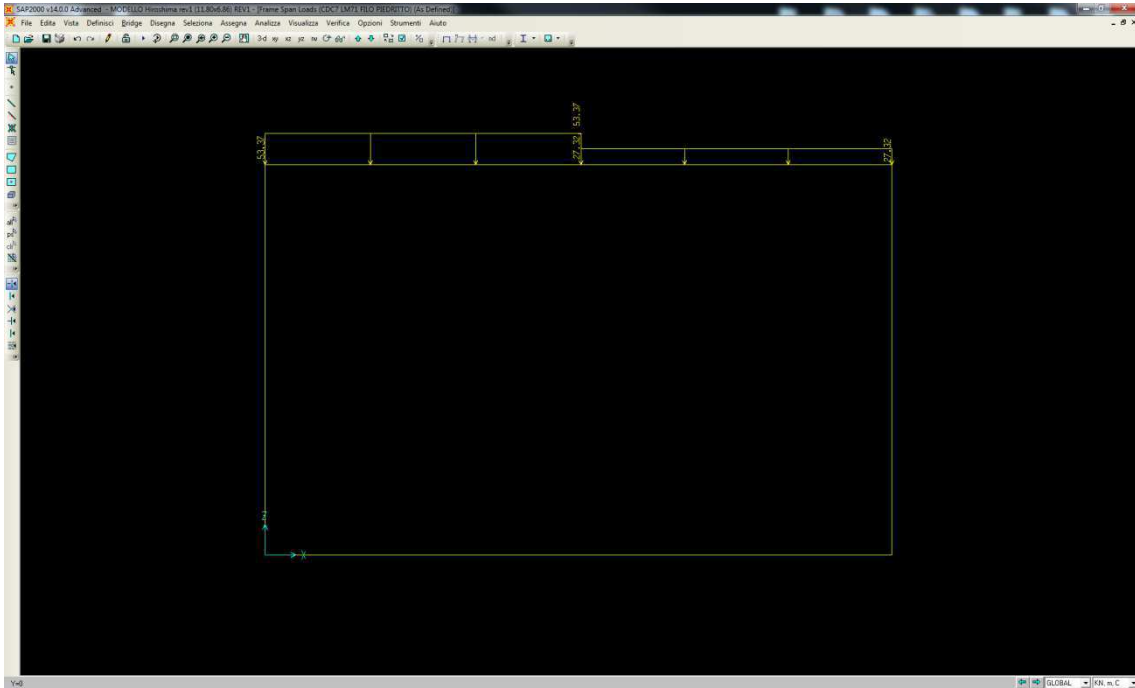 SAP2000 v14.0.0 Advanced - MODELLO Hiroshima rev1 (11.80x6.86) REV1 - [Frame Span Loads (CDC7 LM71 FILO PIEDRITTO) (As Defined)]
File Edita Vista Definisci Bridge Disegna Seleziona Assegna Analizza Visualizza Verifica Opzioni Strumenti Aiuto
3-d xy xz yz nv
53.37
53.37
27.32
27.32
Z
X
Y=0
GLOBAL KN, m, C